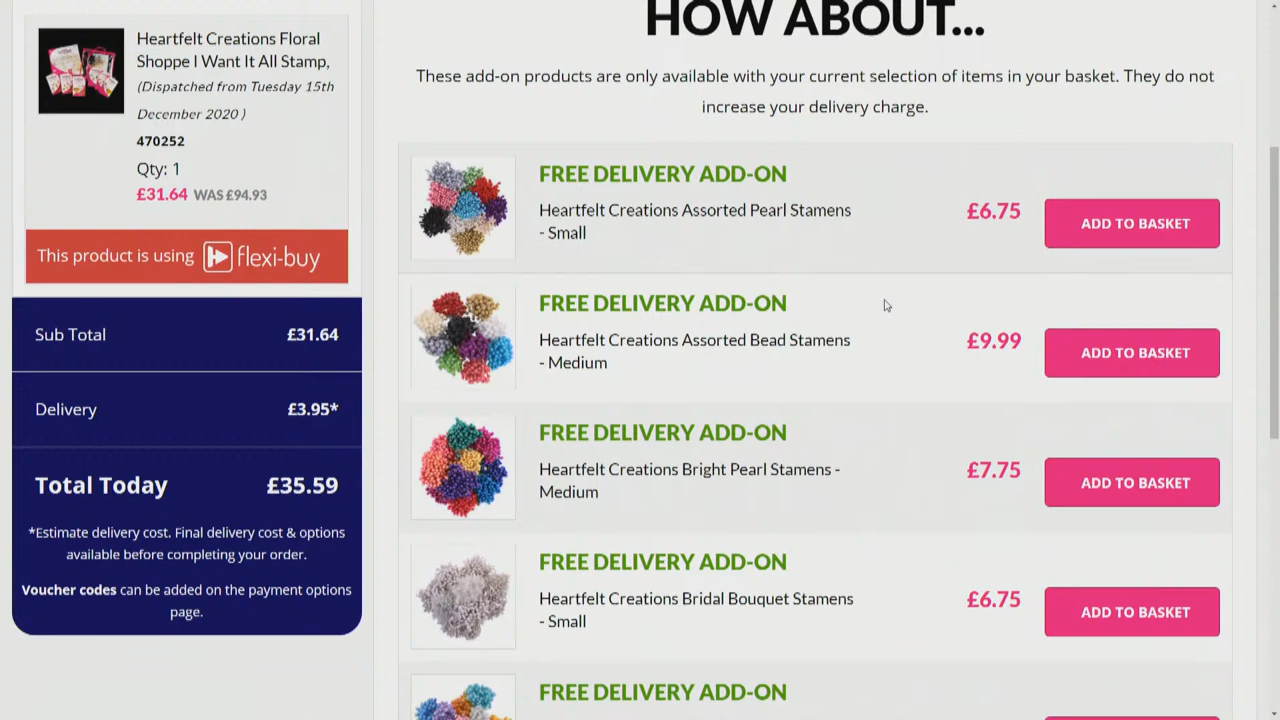 Heartfelt Creations Floral
Shoppe I Want It All Stamp,
(Dispatched from Tuesday 15th
December 2020 )
470252
Qty: 1
£31.64 WAS £94.93
This product is using flexi-buy
Sub Total £31.64
Delivery £3.95*
Total Today £35.59
*Estimate delivery cost. Final delivery cost & options
available before completing your order.
Voucher codes can be added on the payment options
page.
HOW ABOUT...
These add-on products are only available with your current selection of items in your basket. They do not
increase your delivery charge.
FREE DELIVERY ADD-ON
Heartfelt Creations Assorted Pearl Stamens
- Small
£6.75
ADD TO BASKET
FREE DELIVERY ADD-ON
Heartfelt Creations Assorted Bead Stamens
- Medium
£9.99
ADD TO BASKET
FREE DELIVERY ADD-ON
Heartfelt Creations Bright Pearl Stamens -
Medium
£7.75
ADD TO BASKET
FREE DELIVERY ADD-ON
Heartfelt Creations Bridal Bouquet Stamens
- Small
£6.75
ADD TO BASKET
FREE DELIVERY ADD-ON